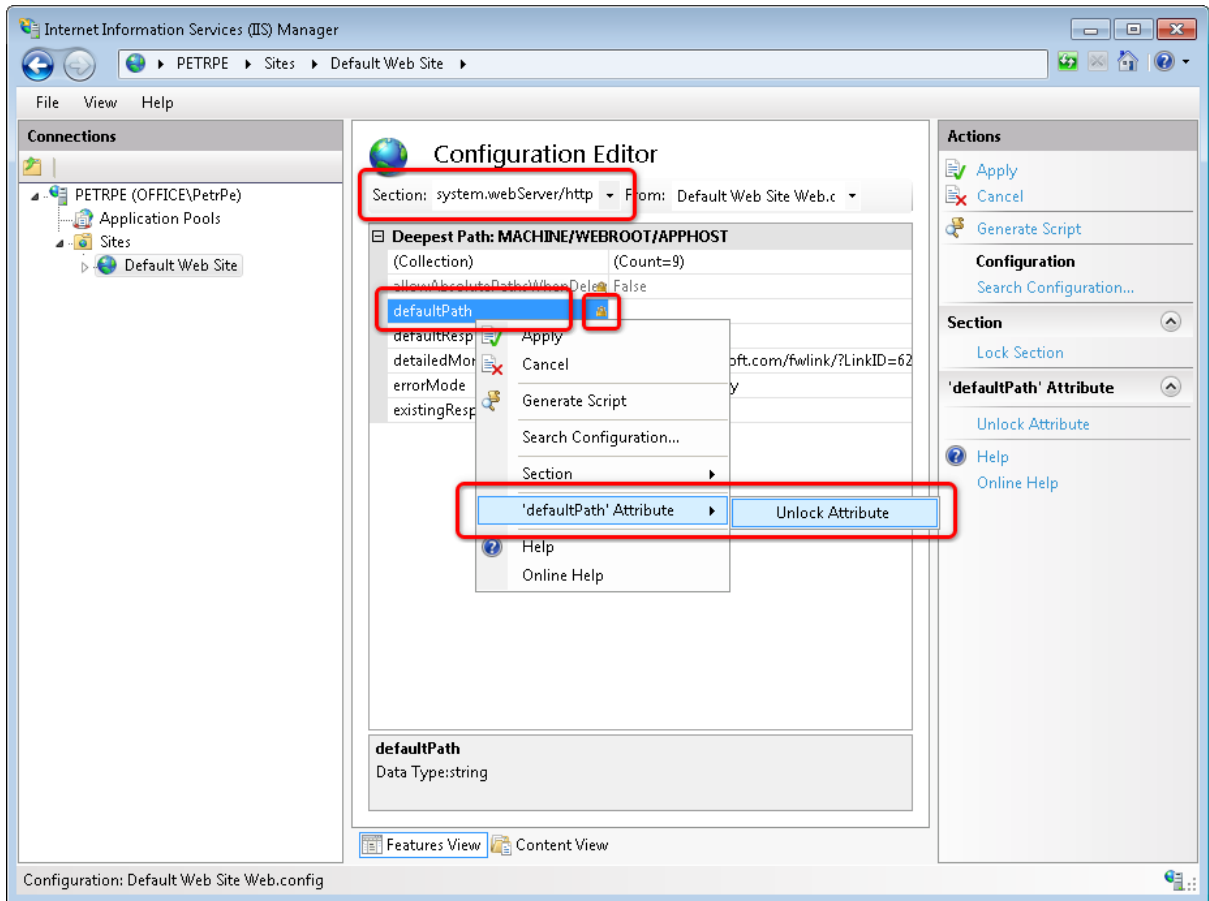 Internet Information Services (IIS) Manager
PETRPE Sites Default Web Site
File View Help
Connections
PETRPE (OFFICE\PetrPe)
Application Pools
Sites
Default Web Site
Configuration Editor
Section: system.webServer/http From: Default Web Site Web.c
Deepest Path: MACHINE/WEBROOT/APPHOST
(Collection) (Count=9)
allowAbsolutePathsWhenDeleg False
defaultPath
defaultResp
detailedMor oft.com/fwlink/?LinkID=62
errorMode y
existingResp
Apply
Cancel
Generate Script
Search Configuration...
Section
'defaultPath' Attribute Unlock Attribute
Help
Online Help
defaultPath
Data Type:string
Features View Content View
Actions
Apply
Cancel
Generate Script
Configuration
Search Configuration...
Section
Lock Section
'defaultPath' Attribute
Unlock Attribute
Help
Online Help
Configuration: Default Web Site Web.config